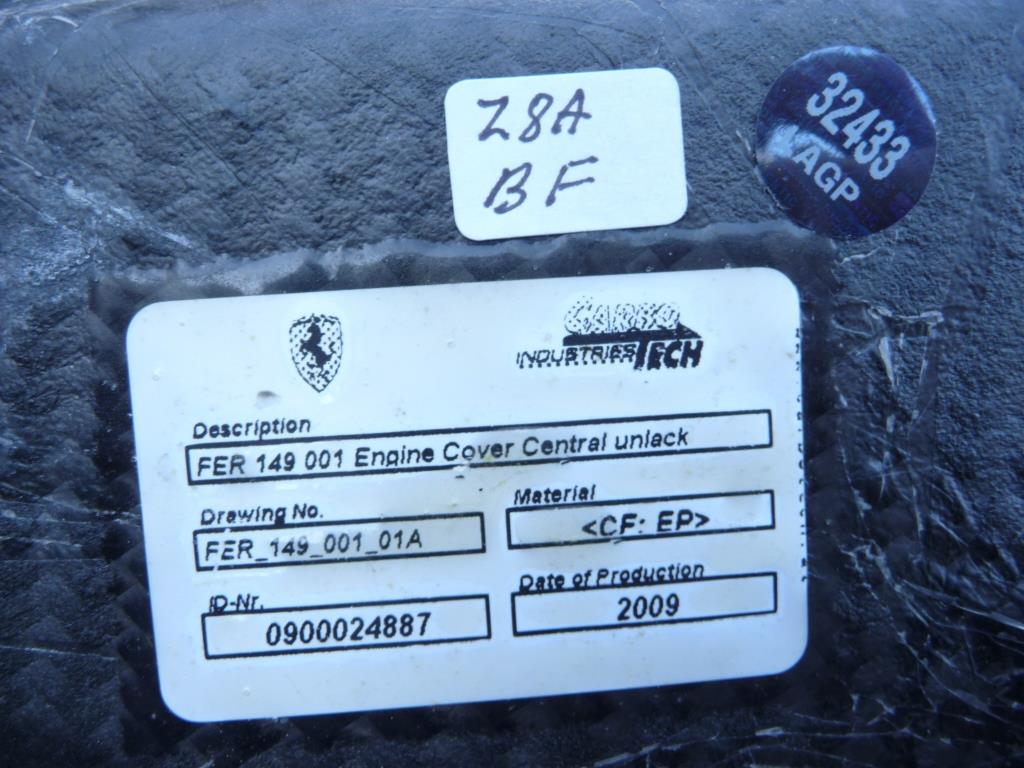 Z8A
BF
32433
AGP
CarboTech
INDUSTRIES
Description
FER 149 001 Engine Cover Central unlack
Drawing No.
FER_149_001_01A
Material
<CF: EP>
ID-Nr.
0900024887
Date of Production
2009